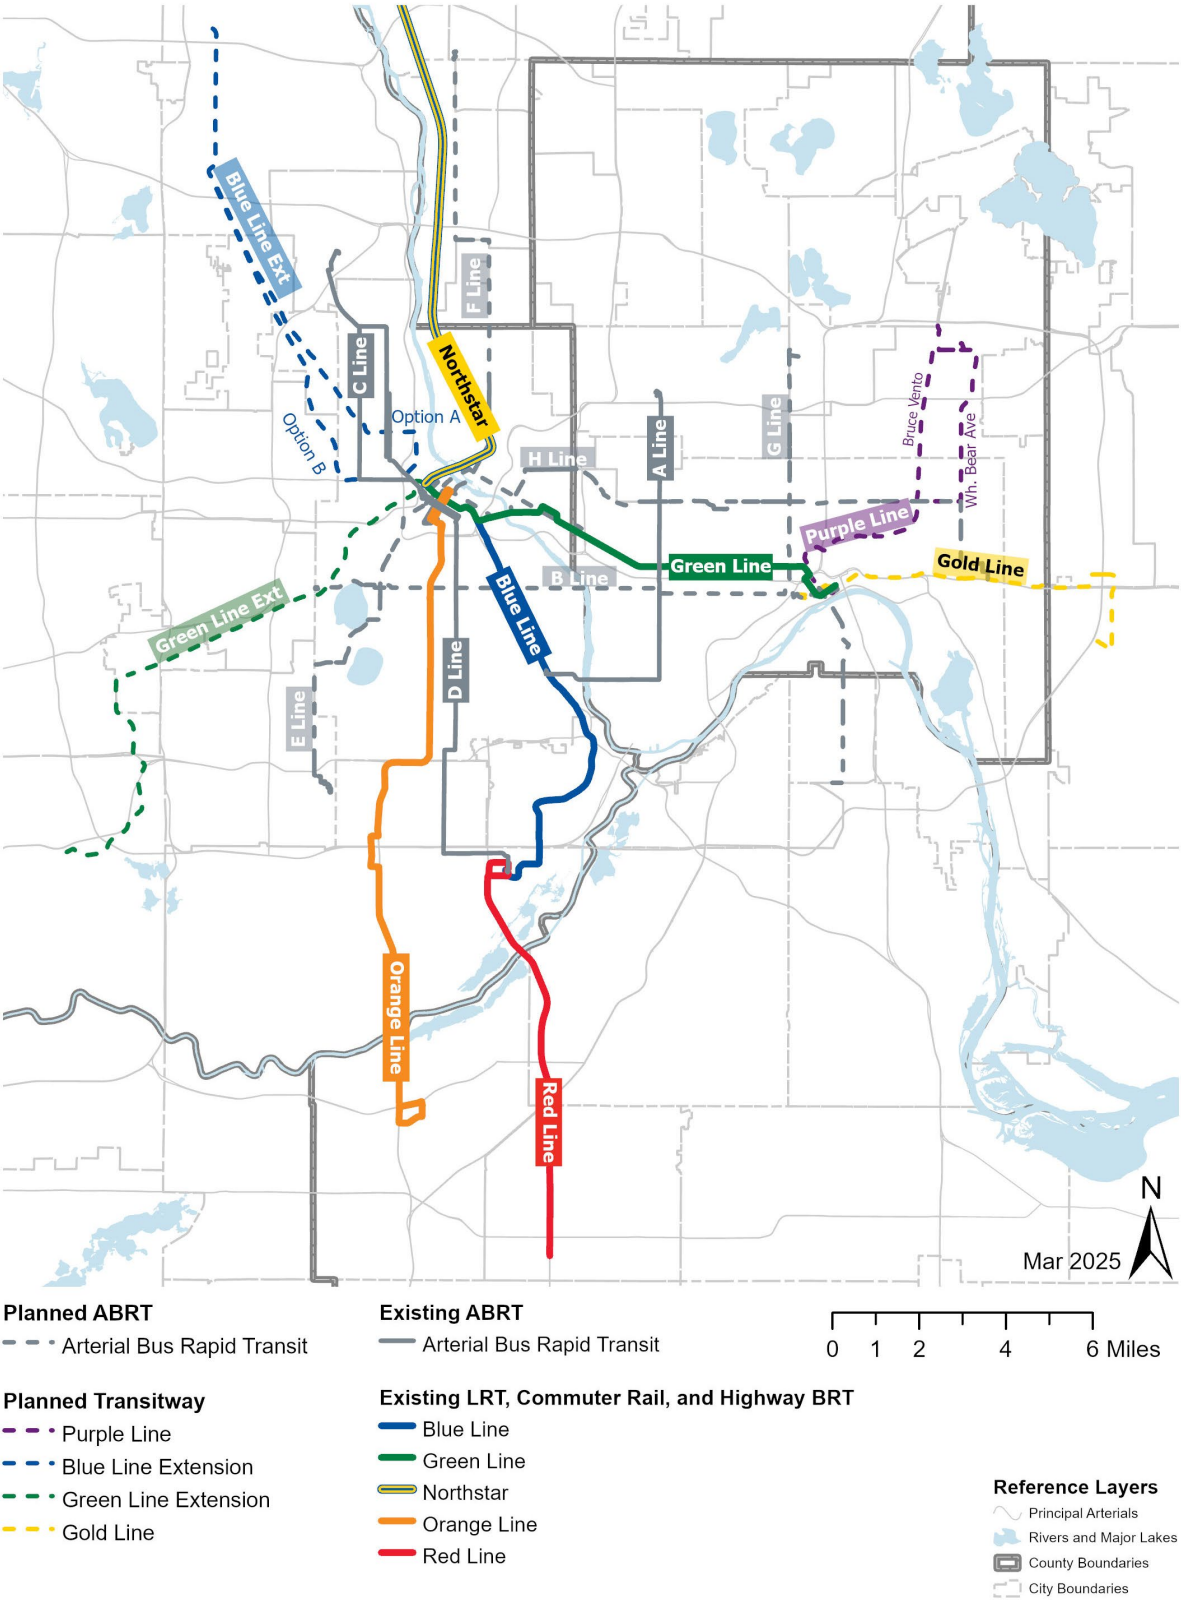 Blue Line Ext
F Line
C Line
Northstar
Option A
Option B
H Line
A Line
G Line
Bruce Vento
Wh. Bear Ave
Purple Line
Gold Line
Green Line
B Line
Blue Line
Green Line Ext
D Line
E Line
Orange Line
Red Line
N
Mar 2025
Planned ABRT
Arterial Bus Rapid Transit
Planned Transitway
Purple Line
Blue Line Extension
Green Line Extension
Gold Line
Existing ABRT
Arterial Bus Rapid Transit
Existing LRT, Commuter Rail, and Highway BRT
Blue Line
Green Line
Northstar
Orange Line
Red Line
0 1 2 4 6 Miles
Reference Layers
Principal Arterials
Rivers and Major Lakes
County Boundaries
City Boundaries